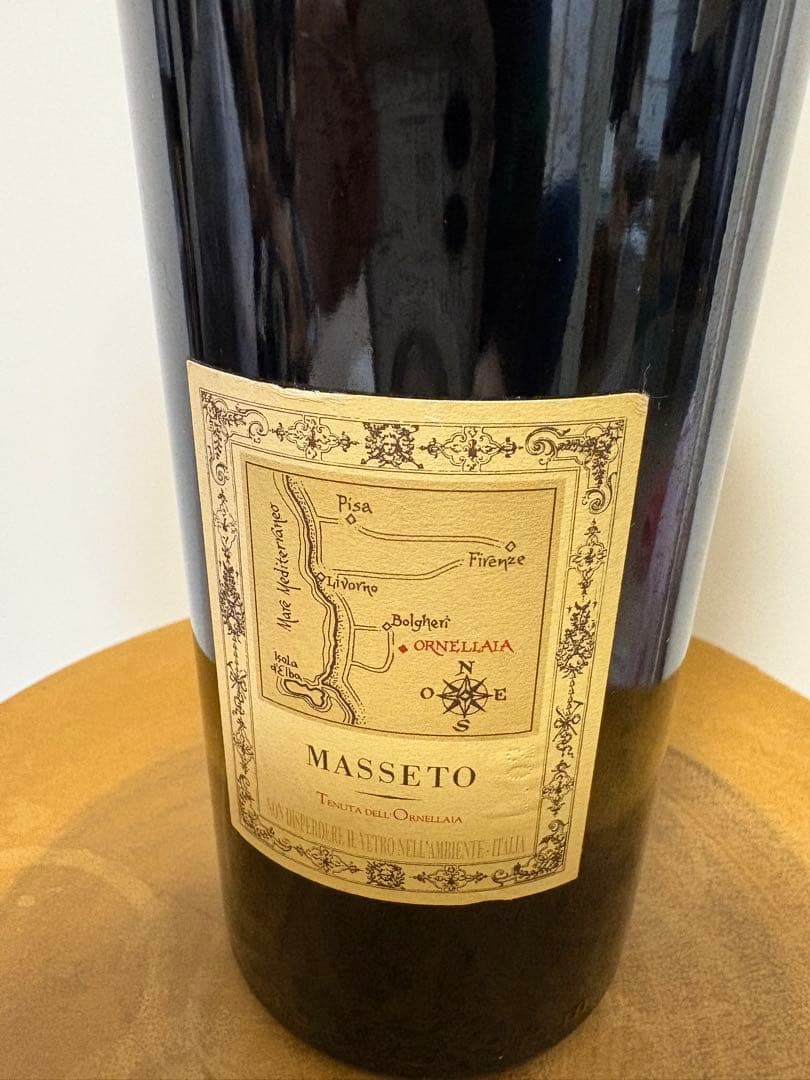 Pisa
Firenze
Mare Mediterraneo
Livorno
Bolgheri
ORNELLAIA
Isola
d'Elba
N
O E
S
MASSETO
TENUTA DELL'ORNELLAIA
NON DISPERDERE IL VETRO NELL'AMBIENTE - ITALIA